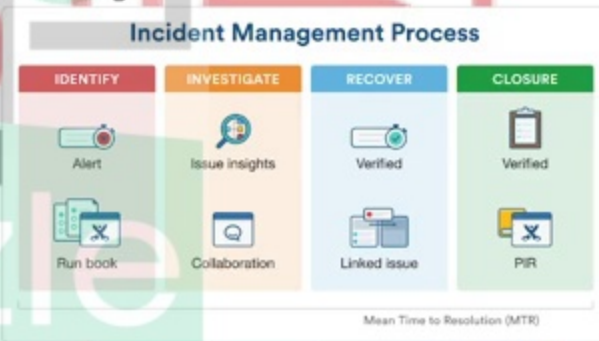 Incident Management Process
IDENTIFY
Alert
Run book
INVESTIGATE
Issue insights
Collaboration
RECOVER
Verified
Linked issue
CLOSURE
Verified
PIR
Mean Time to Resolution (MTR)
zle